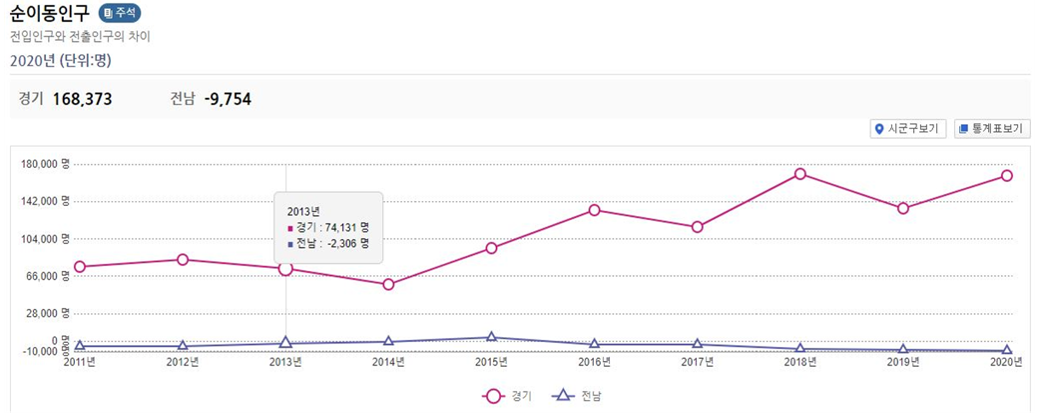 순이동인구 주석
전입인구와 전출인구의 차이
2020년 (단위:명)
경기 168,373 전남 -9,754
시군구보기 통계표보기
180,000 명
142,000 명
104,000 명
66,000 명
28,000 명
0 명
-10,000 명
2013년
경기 : 74,131 명
전남 : -2,306 명
2011년 2012년 2013년 2014년 2015년 2016년 2017년 2018년 2019년 2020년
경기 전남